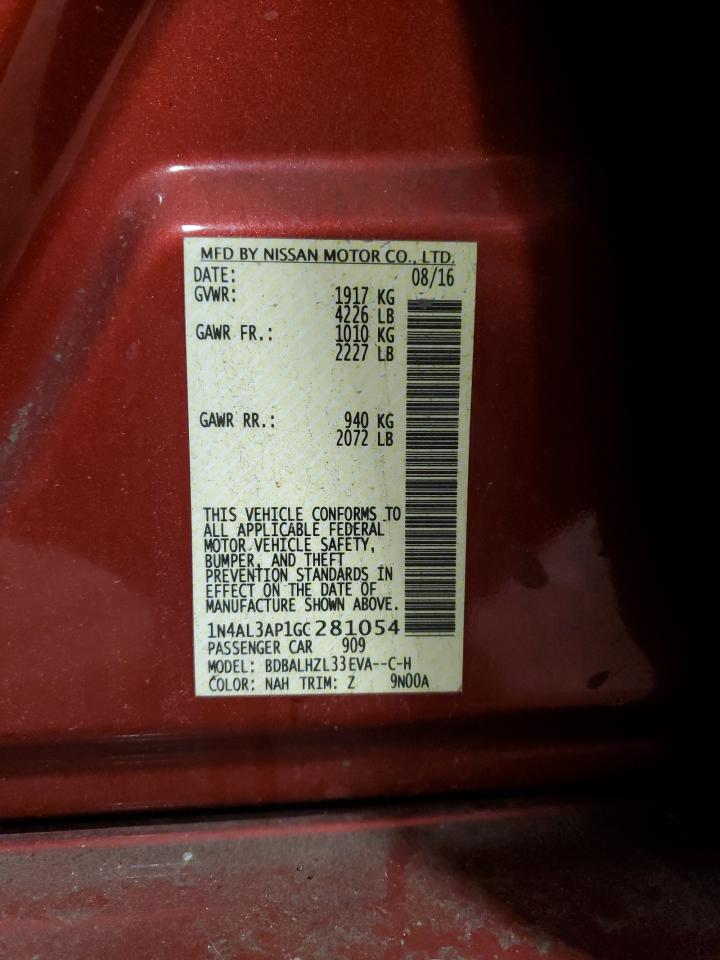 MFD BY NISSAN MOTOR CO., LTD.
DATE: 08/16
GVWR: 1917 KG
4226 LB
GAWR FR.: 1010 KG
2227 LB
GAWR RR.: 940 KG
2072 LB
THIS VEHICLE CONFORMS TO
ALL APPLICABLE FEDERAL
MOTOR VEHICLE SAFETY,
BUMPER, AND THEFT
PREVENTION STANDARDS IN
EFFECT ON THE DATE OF
MANUFACTURE SHOWN ABOVE.
1N4AL3AP1GC281054
PASSENGER CAR 909
MODEL: BDBALHZL33EVA--C-H
COLOR: NAH TRIM: Z 9N00A